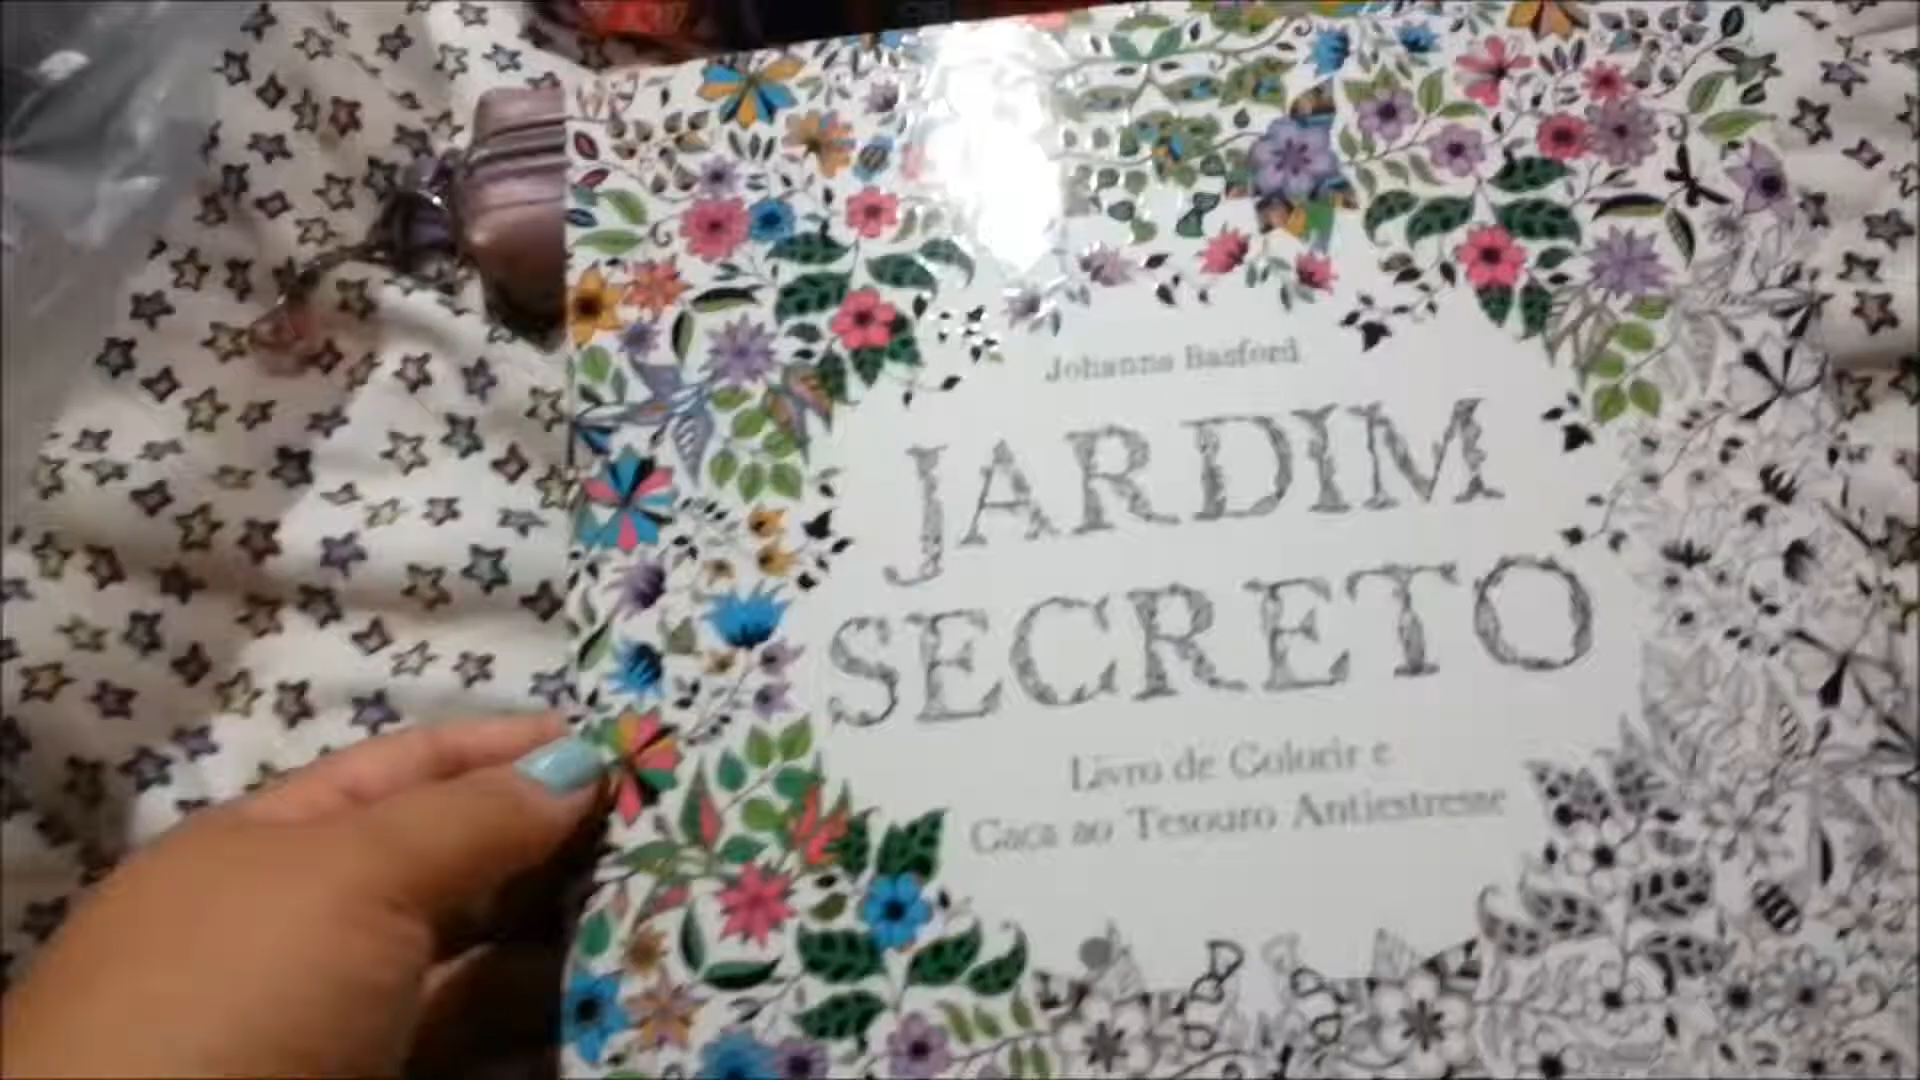 Johanna Basford
JARDIM
SECRETO
Livro de Colorir e
Caça ao Tesouro Antiestresse